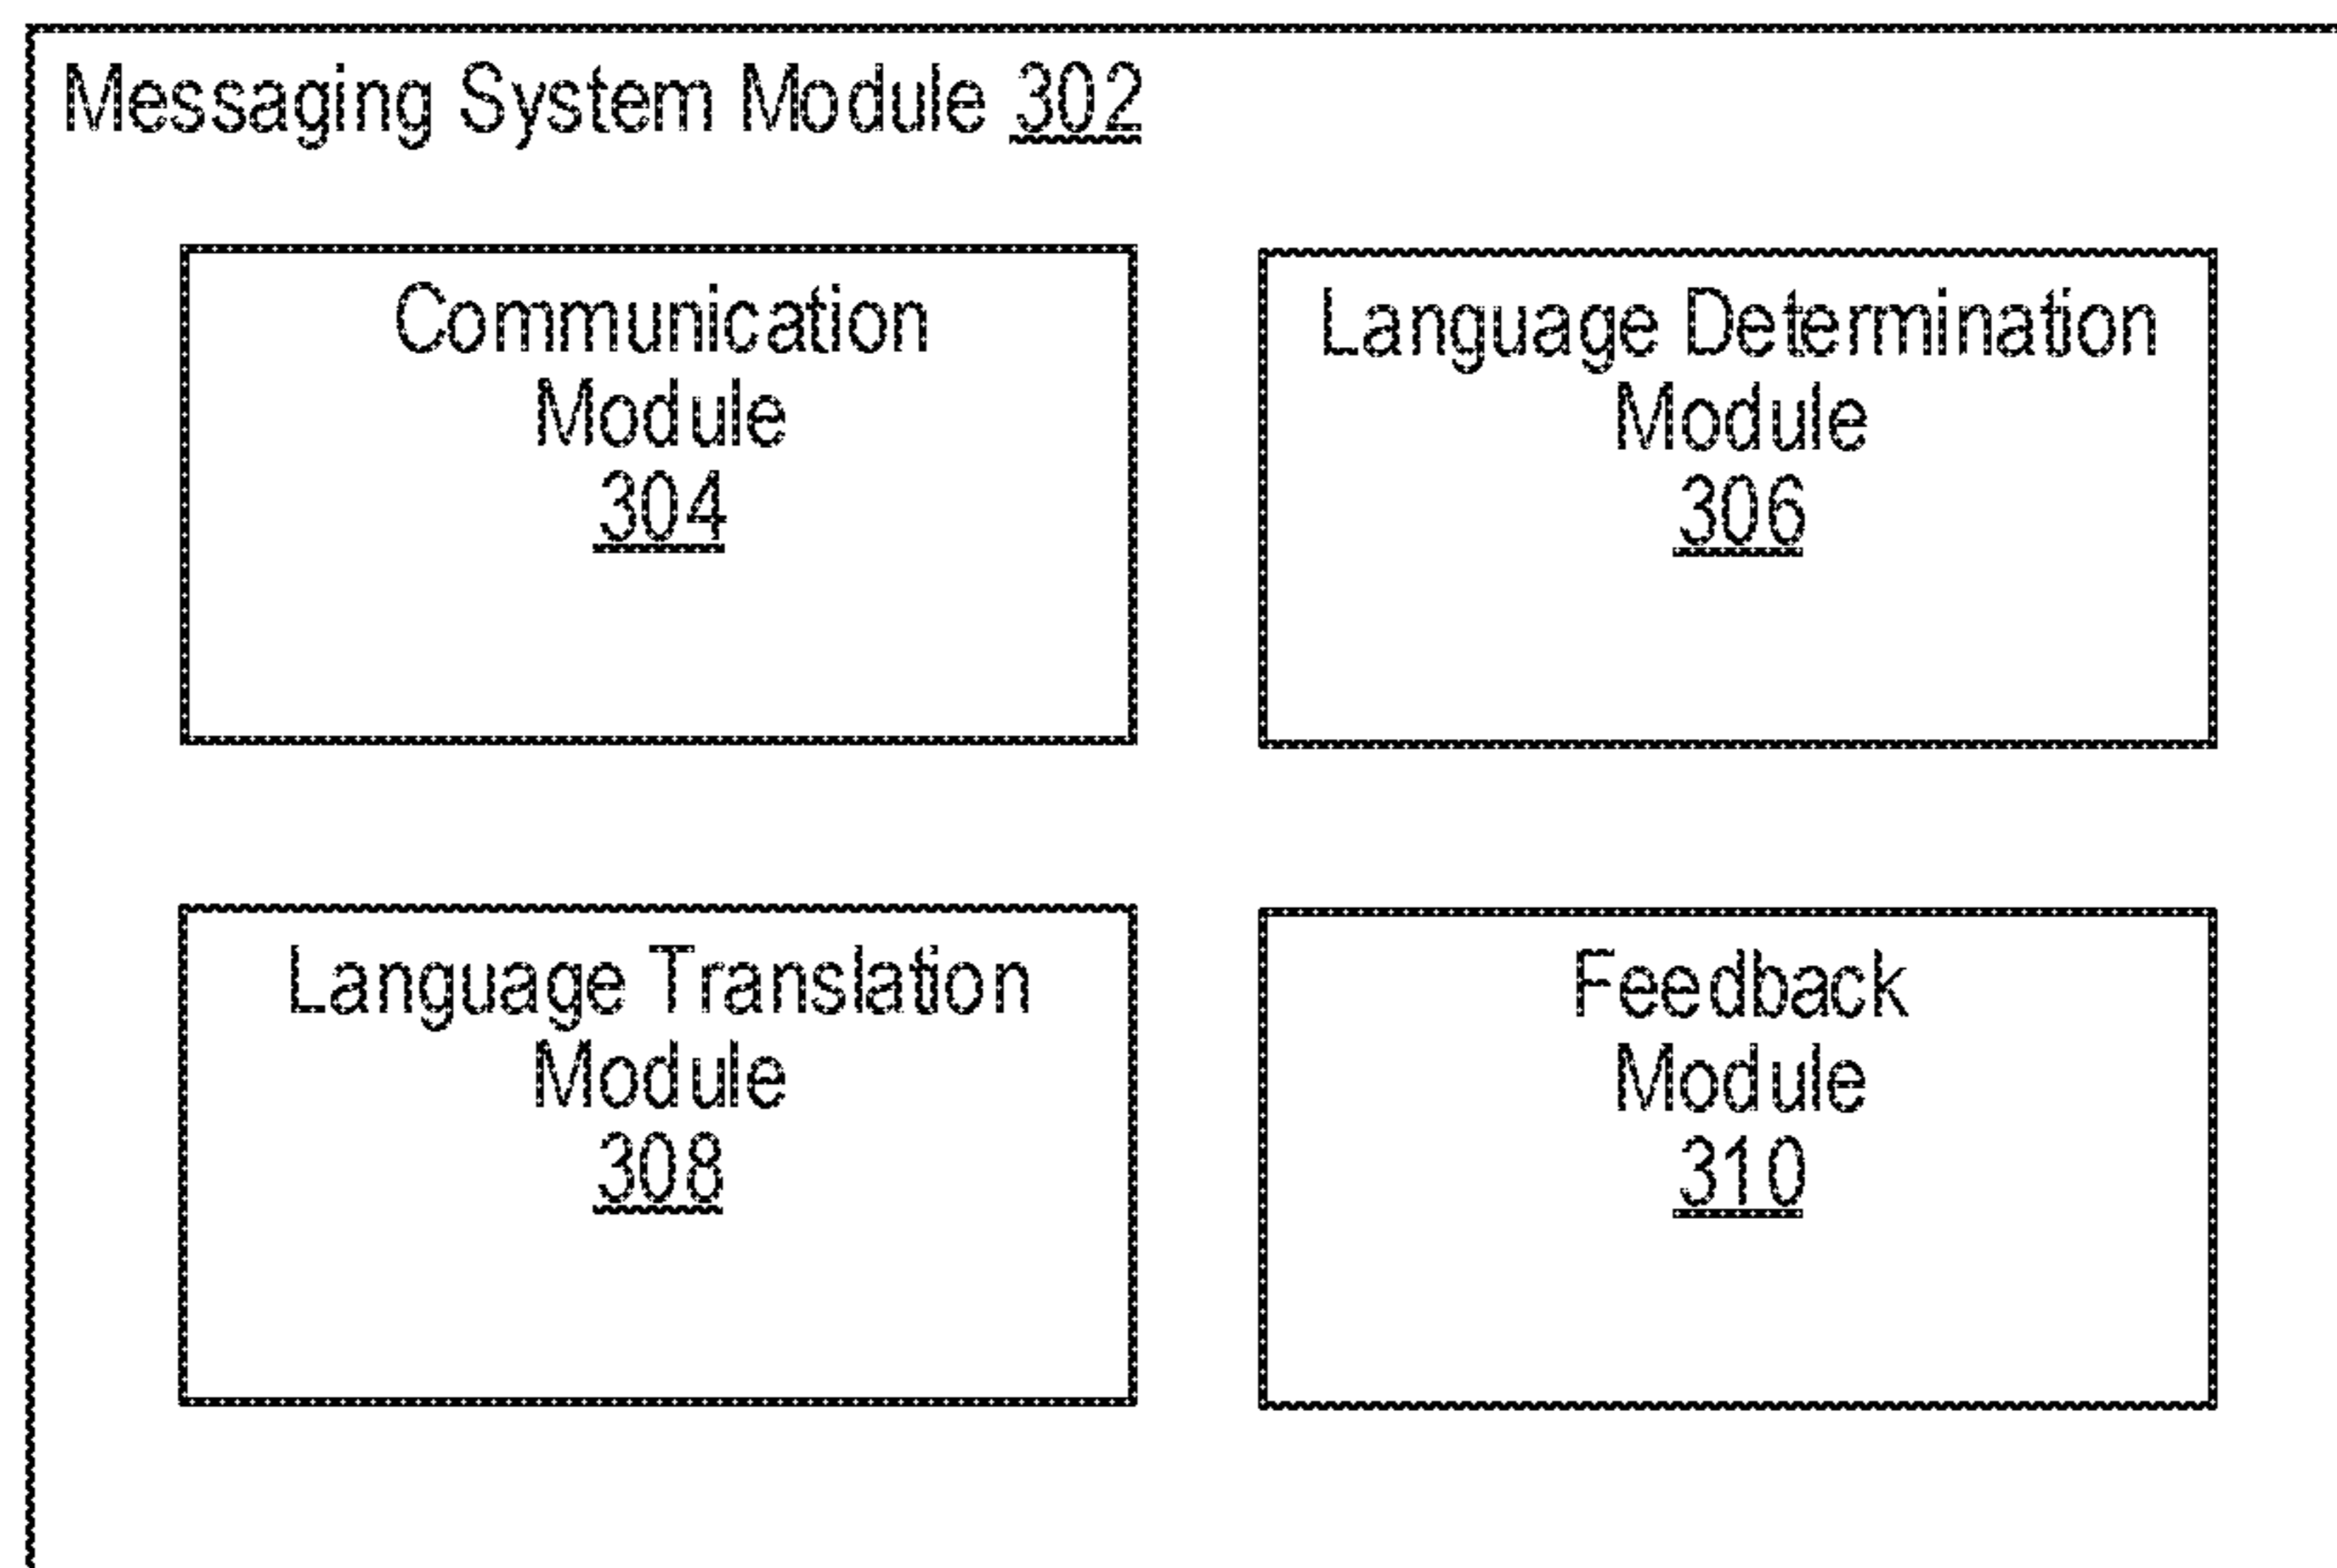 Messaging System Module 302
Communication
Module
304
Language Determination
Module
306
Language Translation
Module
308
Feedback
Module
310